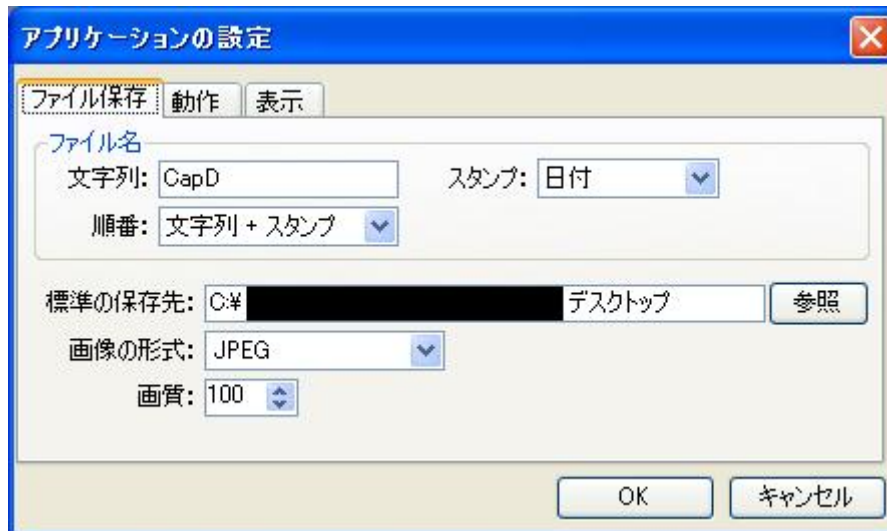 アプリケーションの設定
ファイル保存 動作 表示
ファイル名
文字列: CapD スタンプ: 日付
順番: 文字列 + スタンプ
標準の保存先: C:¥ デスクトップ 参照
画像の形式: JPEG
画質: 100
OK キャンセル